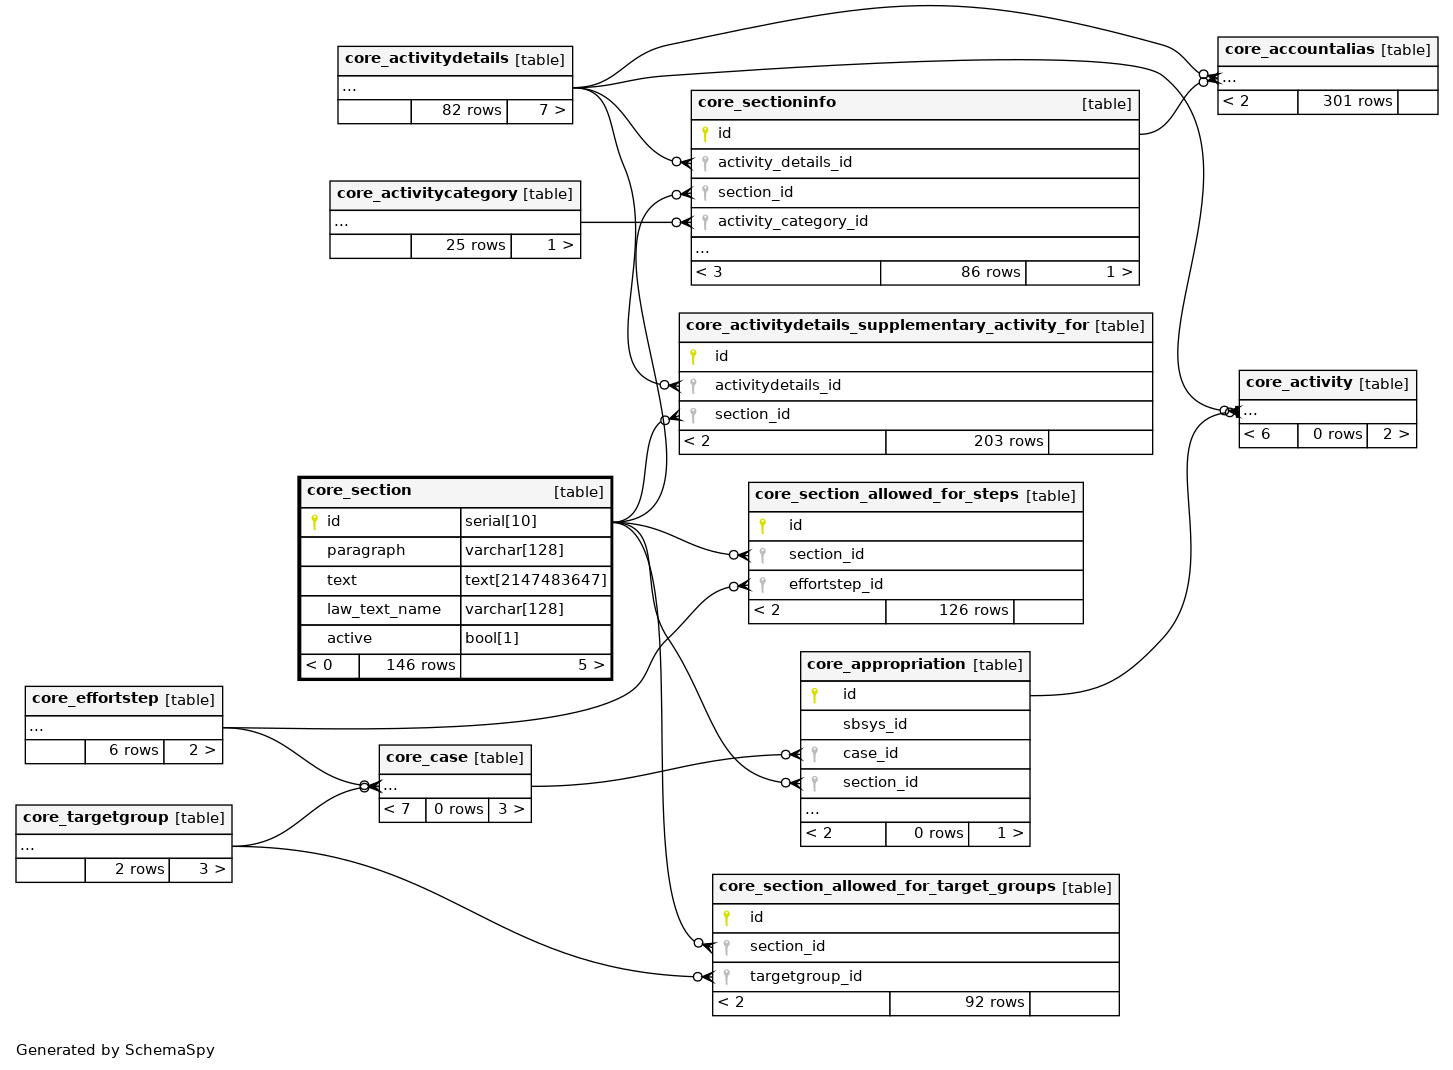 core_activitydetails [table]
...
82 rows 7 >
core_accountalias [table]
...
< 2 301 rows
core_sectioninfo [table]
id
activity_details_id
section_id
activity_category_id
...
< 3 86 rows 1 >
core_activitycategory [table]
...
25 rows 1 >
core_activitydetails_supplementary_activity_for [table]
id
activitydetails_id
section_id
< 2 203 rows
core_activity [table]
...
< 6 0 rows 2 >
core_section [table]
id serial[10]
paragraph varchar[128]
text text[2147483647]
law_text_name varchar[128]
active bool[1]
< 0 146 rows 5 >
core_section_allowed_for_steps [table]
id
section_id
effortstep_id
< 2 126 rows
core_appropriation [table]
id
sbsys_id
case_id
section_id
...
< 2 0 rows 1 >
core_effortstep [table]
...
6 rows 2 >
core_case [table]
...
< 7 0 rows 3 >
core_targetgroup [table]
...
2 rows 3 >
core_section_allowed_for_target_groups [table]
id
section_id
targetgroup_id
< 2 92 rows
Generated by SchemaSpy